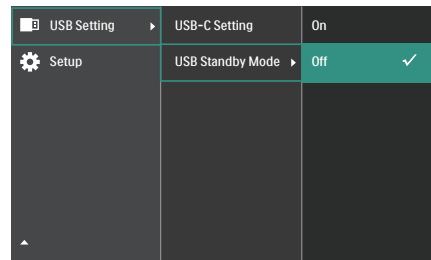 USB Setting
USB-C Setting
On
Setup
USB Standby Mode
Off